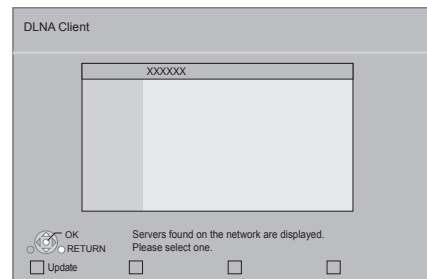 DLNA Client
XXXXXX
OK
RETURN
Servers found on the network are displayed.
Please select one.
Update